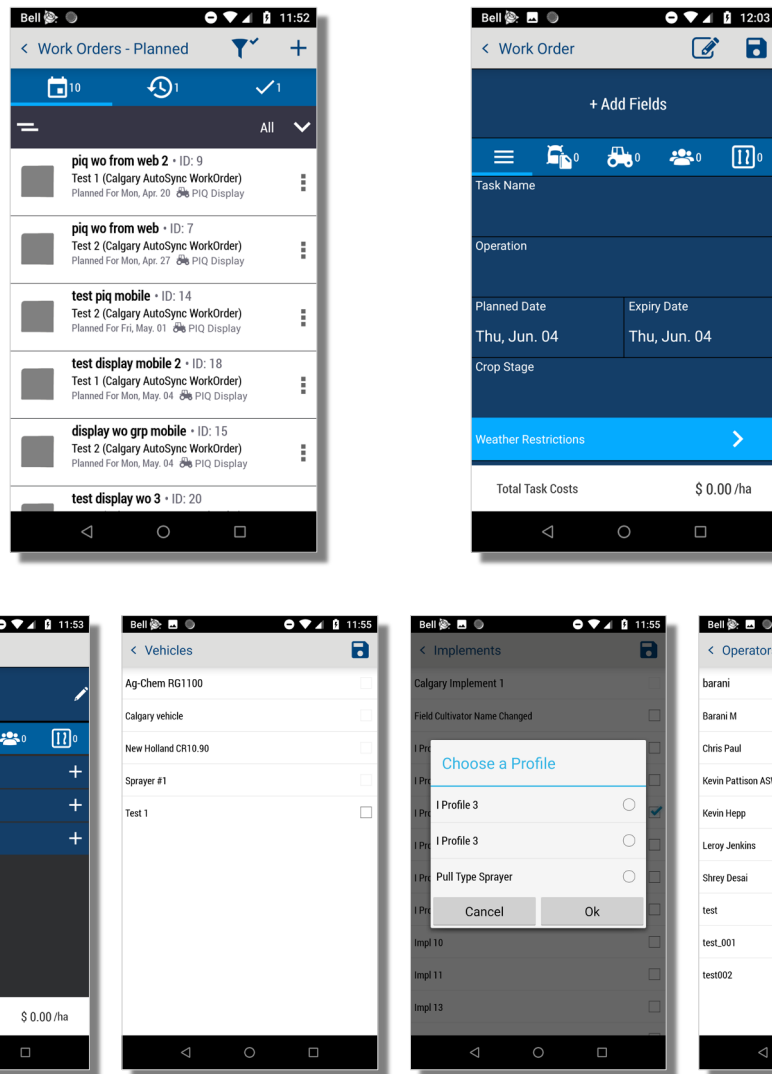 Bell 11:52
< Work Orders - Planned +
10 1 1
All
piq wo from web 2 • ID: 9
Test 1 (Calgary AutoSync WorkOrder)
Planned For Mon, Apr. 20 PIQ Display
piq wo from web • ID: 7
Test 2 (Calgary AutoSync WorkOrder)
Planned For Mon, Apr. 27 PIQ Display
test piq mobile • ID: 14
Test 2 (Calgary AutoSync WorkOrder)
Planned For Fri, May. 01 PIQ Display
test display mobile 2 • ID: 18
Test 1 (Calgary AutoSync WorkOrder)
Planned For Mon, May. 04 PIQ Display
display wo grp mobile • ID: 15
Test 2 (Calgary AutoSync WorkOrder)
Planned For Mon, May. 04 PIQ Display
test display wo 3 • ID: 20
Bell 12:03
< Work Order
+ Add Fields
0 0 0 0
Task Name
Operation
Planned Date Expiry Date
Thu, Jun. 04 Thu, Jun. 04
Crop Stage
Weather Restrictions
Total Task Costs $ 0.00 /ha
11:53
0 0
+
+
+
$ 0.00 /ha
Bell 11:55
< Vehicles
Ag-Chem RG1100
Calgary vehicle
New Holland CR10.90
Sprayer #1
Test 1
Bell 11:55
< Implements
Calgary Implement 1
Field Cultivator Name Changed
I Pro
Choose a Profile
I Profile 3
I Profile 3
Pull Type Sprayer
Cancel Ok
Impl 10
Impl 11
Impl 13
Bell
< Operator
barani
Barani M
Chris Paul
Kevin Pattison
Kevin Hepp
Leroy Jenkins
Shrey Desai
test
test_001
test002